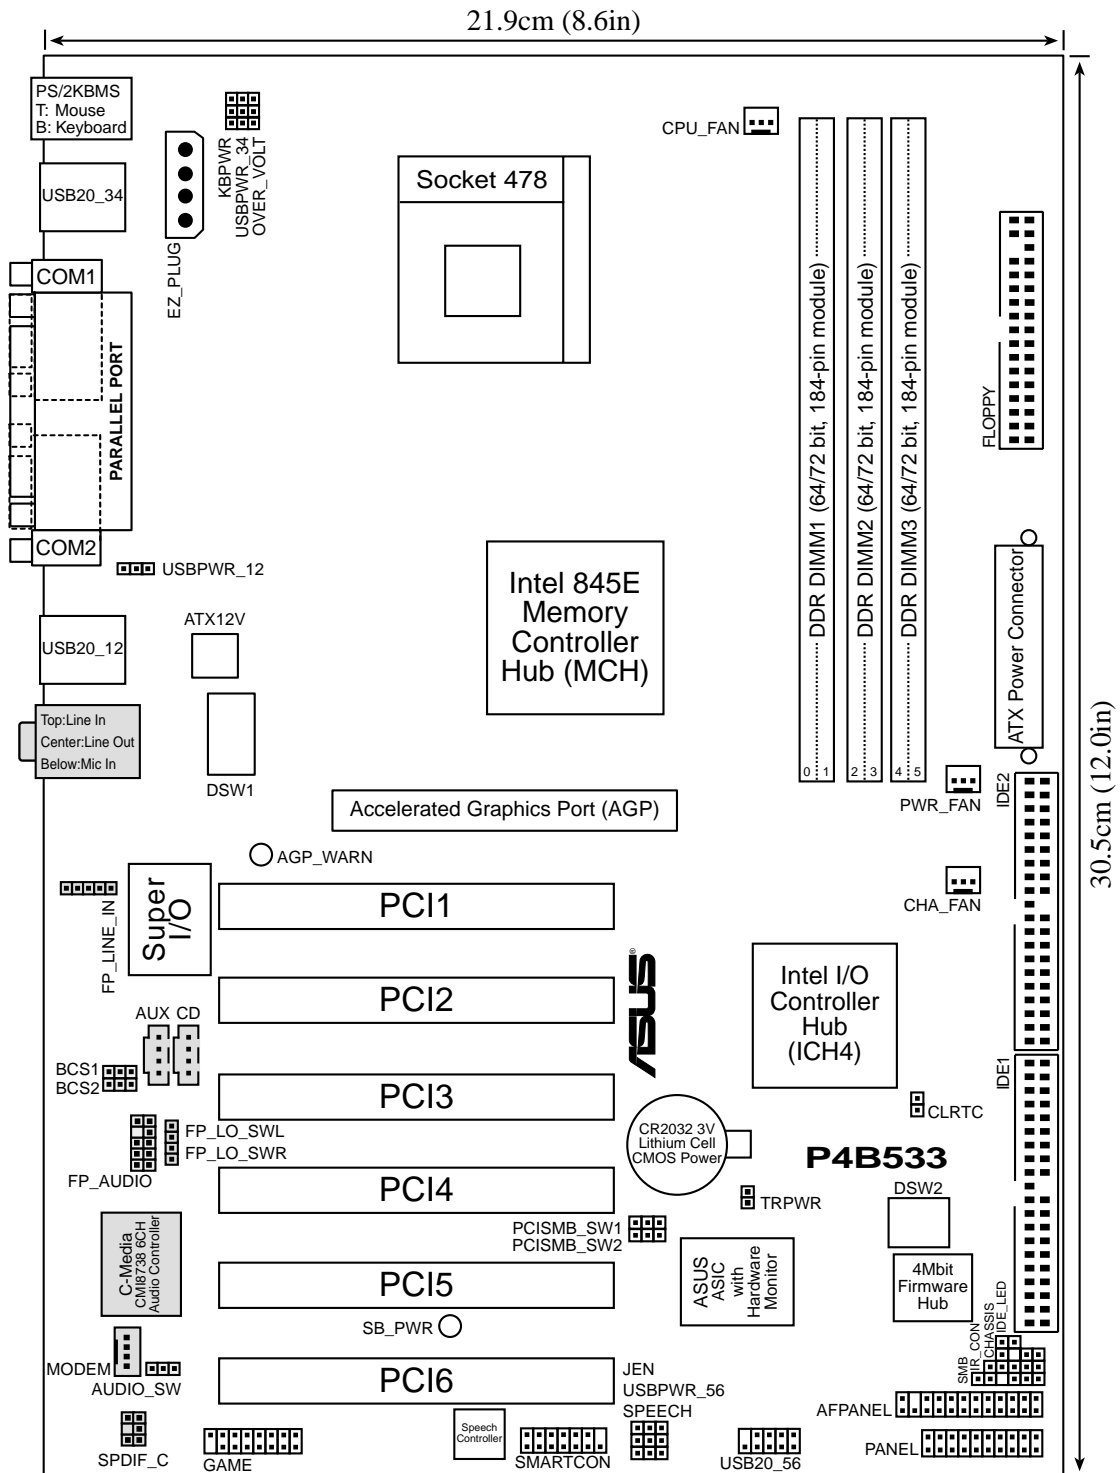 21.9cm (8.6in)
PS/2KBMS
T: Mouse
B: Keyboard
USB20_34
EZ_PLUG
KBPWR
USBPWR_34
OVER_VOLT
CPU_FAN
Socket 478
COM1
PARALLEL PORT
COM2
DDR DIMM1 (64/72 bit, 184-pin module)
DDR DIMM2 (64/72 bit, 184-pin module)
DDR DIMM3 (64/72 bit, 184-pin module)
0 1
2 3
4 5
FLOPPY
USBPWR_12
ATX12V
USB20_12
Intel 845E
Memory
Controller
Hub (MCH)
ATX Power Connector
30.5cm (12.0in)
Top:Line In
Center:Line Out
Below:Mic In
DSW1
Accelerated Graphics Port (AGP)
PWR_FAN
IDE2
AGP_WARN
FP_LINE_IN
Super
I/O
PCI1
CHA_FAN
PCI2
ASUS®
Intel I/O
Controller
Hub
(ICH4)
AUX CD
BCS1
BCS2
PCI3
IDE1
CLRTC
FP_LO_SWL
FP_LO_SWR
FP_AUDIO
CR2032 3V
Lithium Cell
CMOS Power
P4B533
PCI4
TRPWR
DSW2
PCISMB_SW1
PCISMB_SW2
C-Media
CMI8738 6CH
Audio Controller
PCI5
ASUS
ASIC
with
Hardware
Monitor
4Mbit
Firmware
Hub
SB_PWR
SMB
IR_CON
CHASSIS
IDE_LED
MODEM
AUDIO_SW
PCI6
JEN
USBPWR_56
SPEECH
AFPANEL
SPDIF_C
GAME
Speech
Controller
SMARTCON
USB20_56
PANEL